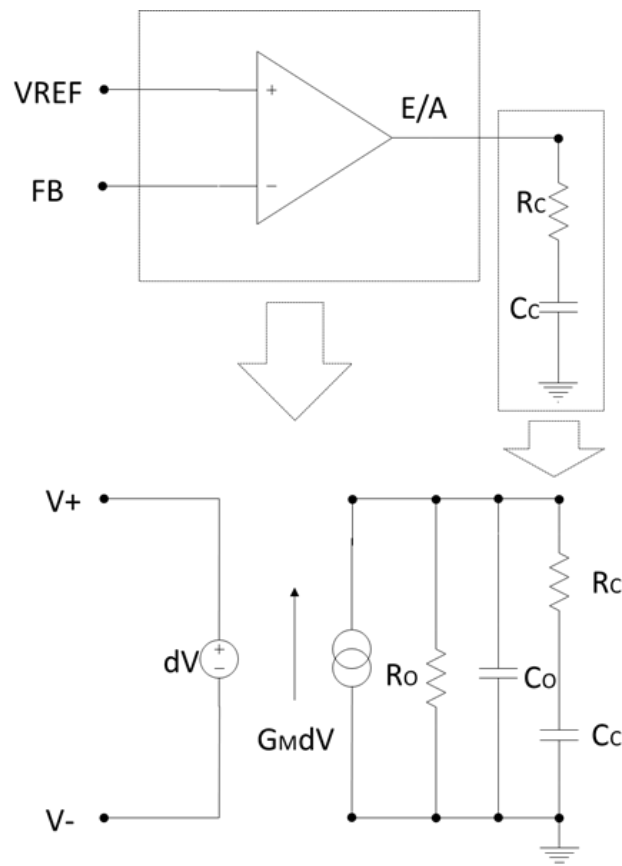 VREF
+
E/A
FB
−
RC
CC
V+
RC
+
dV
−
RO
CO
GMdV
CC
V-